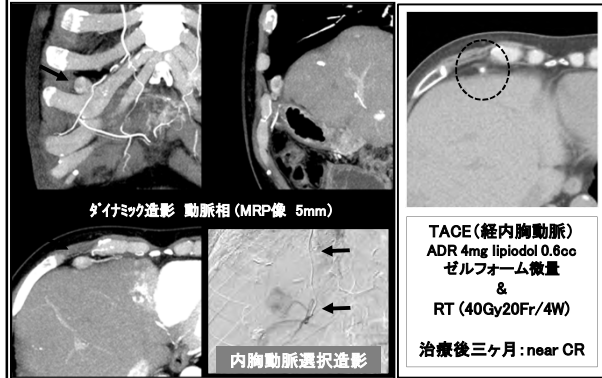 ダイナミック造影 動脈相 (MRP像 5mm)
内胸動脈選択造影
TACE(経内胸動脈)
ADR 4mg lipiodol 0.6cc
ゼルフォーム微量
&
RT (40Gy20Fr/4W)
治療後三ヶ月: near CR